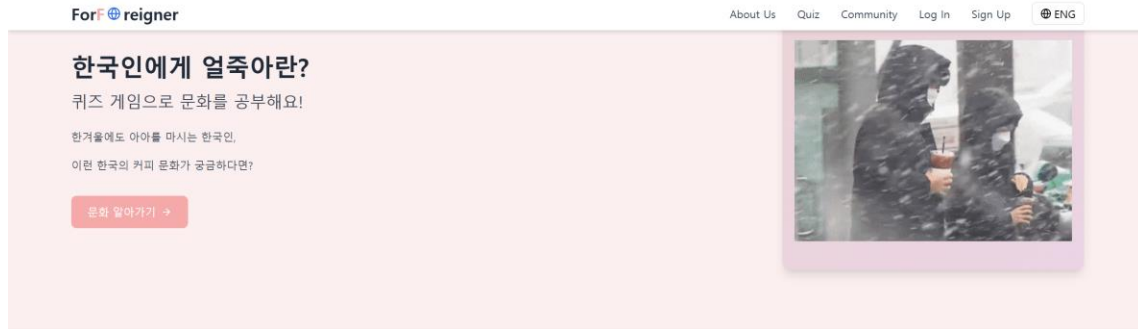 ForF🌐reigner
About Us Quiz Community Log In Sign Up ENG
한국인에게 얼죽아란?
퀴즈 게임으로 문화를 공부해요!
한겨울에도 아아를 마시는 한국인,
이런 한국의 커피 문화가 궁금하다면?
문화 알아가기 →